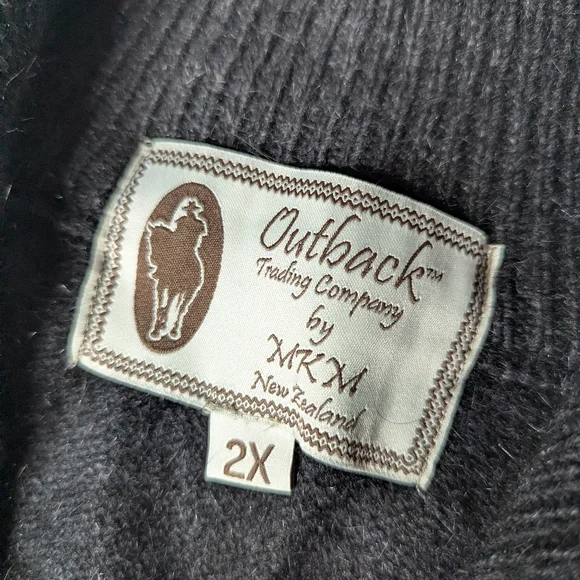 Outback™
Trading Company
by
MKM
New Zealand
2X